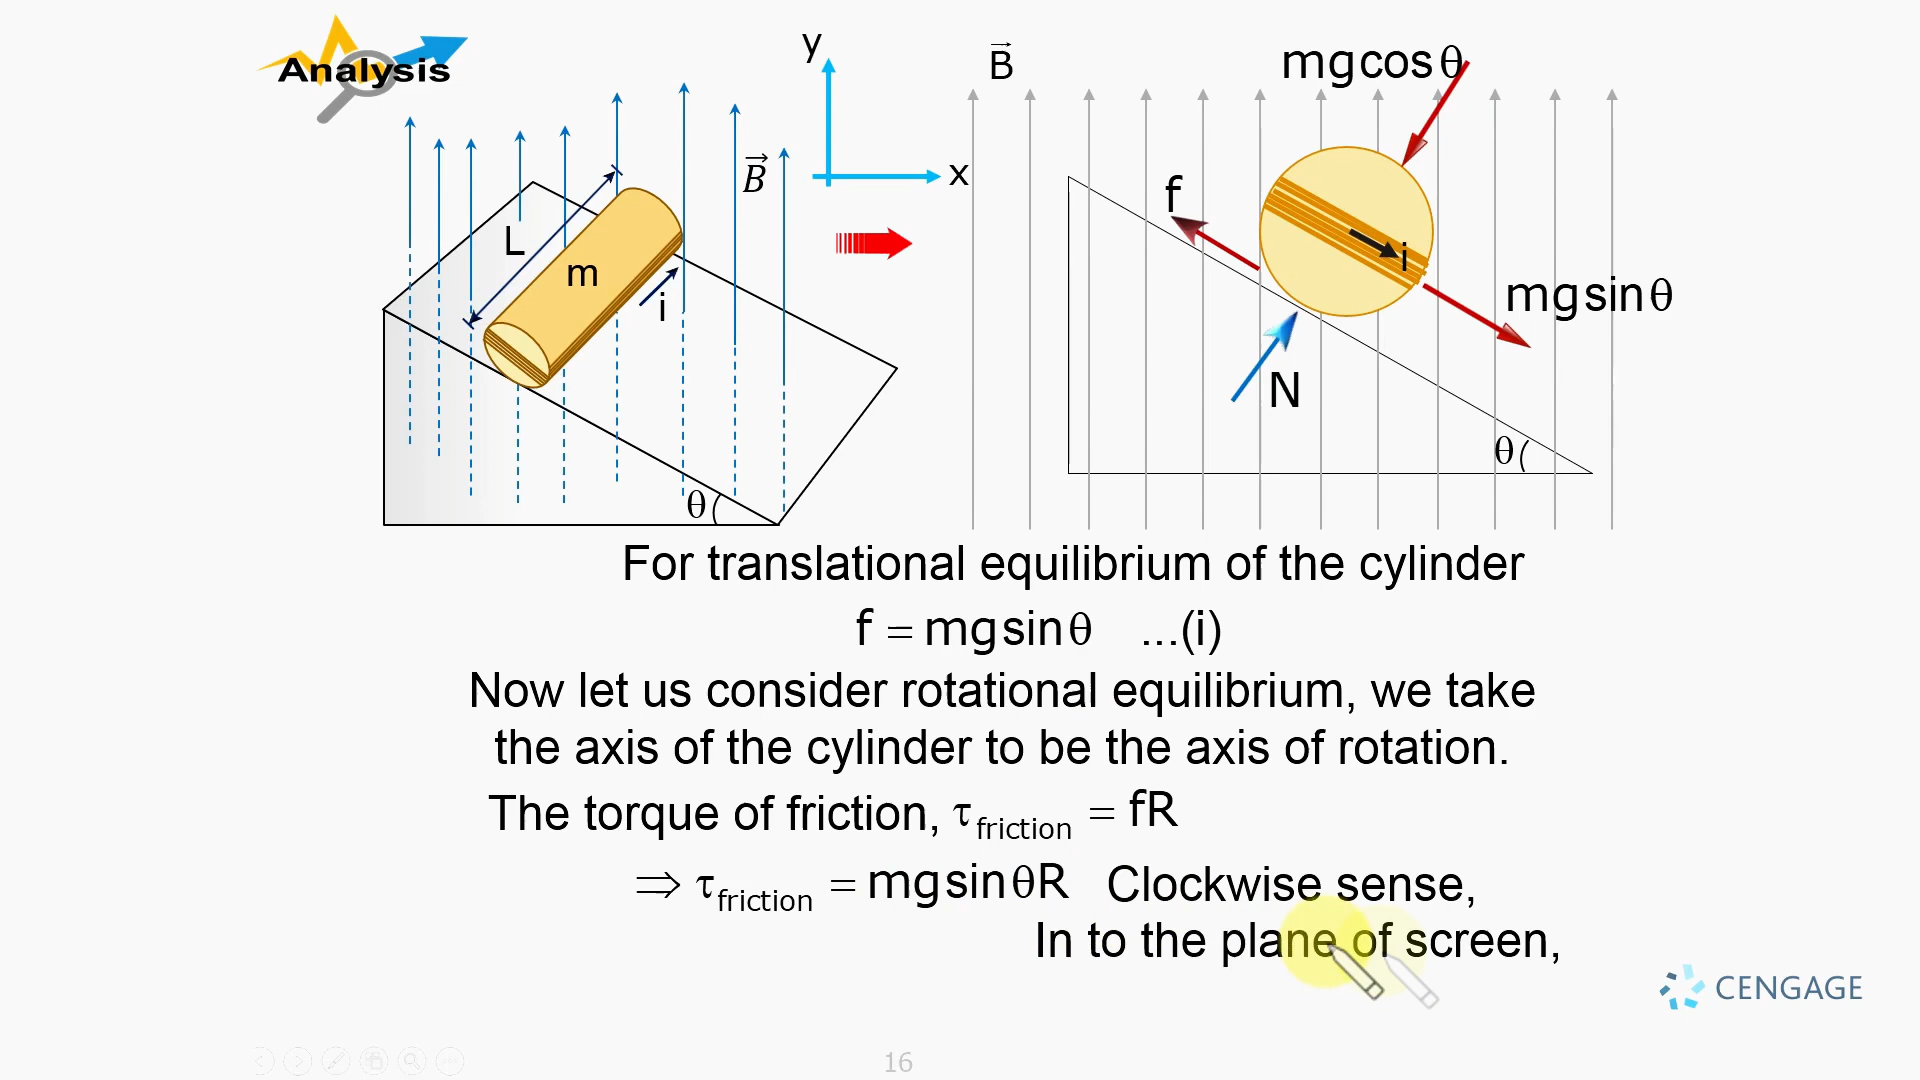 Analysis
y
x
B⃗
L
m
i
θ
B⃗
mgcosθ
f
i
mgsinθ
N
θ
For translational equilibrium of the cylinder
f = mgsinθ ...(i)
Now let us consider rotational equilibrium, we take
the axis of the cylinder to be the axis of rotation.
The torque of friction, τ friction = fR
⇒ τ friction = mgsinθR Clockwise sense,
In to the plane of screen,
CENGAGE
16